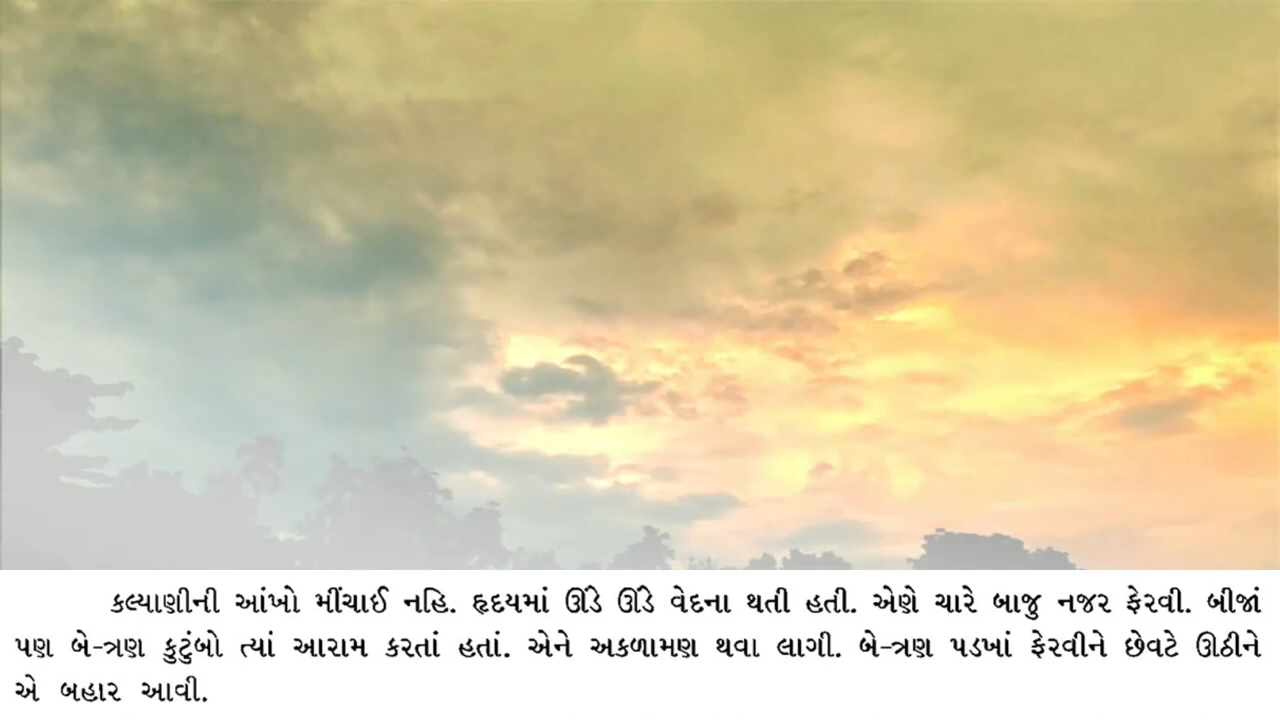 કલ્યાણીની આંખો મીંચાઈ નહિ. હૃદયમાં ઊંડે ઊંડે વેદના થતી હતી. એણે ચારે બાજુ નજર ફેરવી. બીજાં
પણ બે-ત્રણ કુટુંબો ત્યાં આરામ કરતાં હતાં. એને અકળામણ થવા લાગી. બે-ત્રણ પડખાં ફેરવીને છેવટે ઊઠીને
એ બહાર આવી.